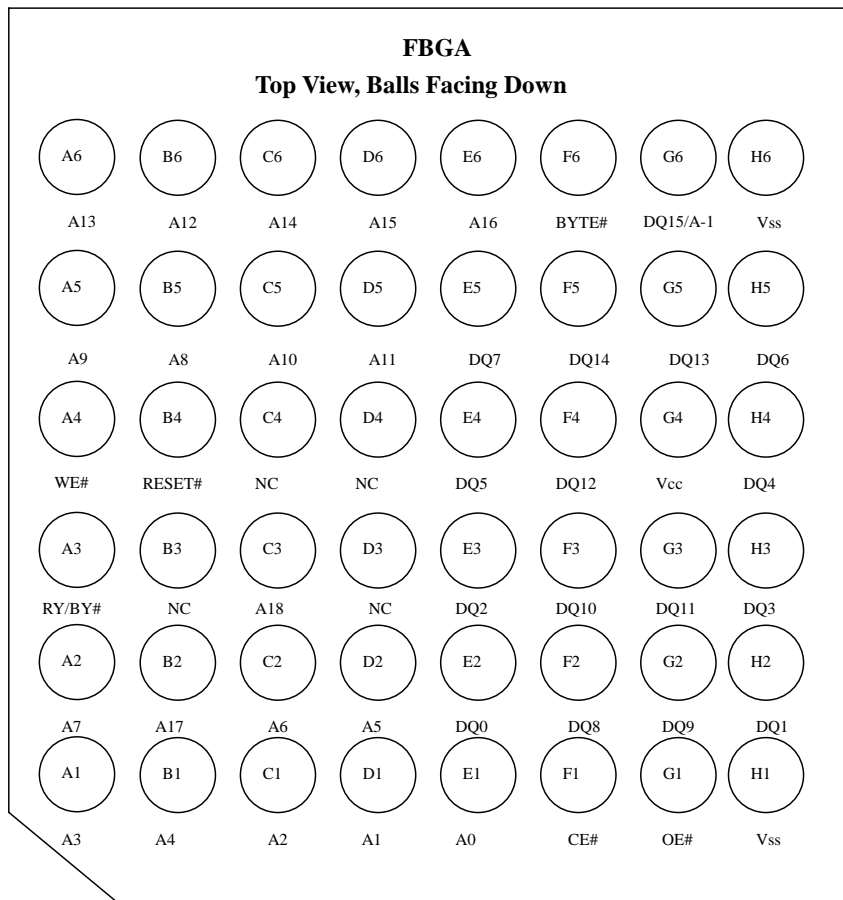 FBGA
Top View, Balls Facing Down
A6 B6 C6 D6 E6 F6 G6 H6
A13 A12 A14 A15 A16 BYTE# DQ15/A-1 Vss
A5 B5 C5 D5 E5 F5 G5 H5
A9 A8 A10 A11 DQ7 DQ14 DQ13 DQ6
A4 B4 C4 D4 E4 F4 G4 H4
WE# RESET# NC NC DQ5 DQ12 Vcc DQ4
A3 B3 C3 D3 E3 F3 G3 H3
RY/BY# NC A18 NC DQ2 DQ10 DQ11 DQ3
A2 B2 C2 D2 E2 F2 G2 H2
A7 A17 A6 A5 DQ0 DQ8 DQ9 DQ1
A1 B1 C1 D1 E1 F1 G1 H1
A3 A4 A2 A1 A0 CE# OE# Vss